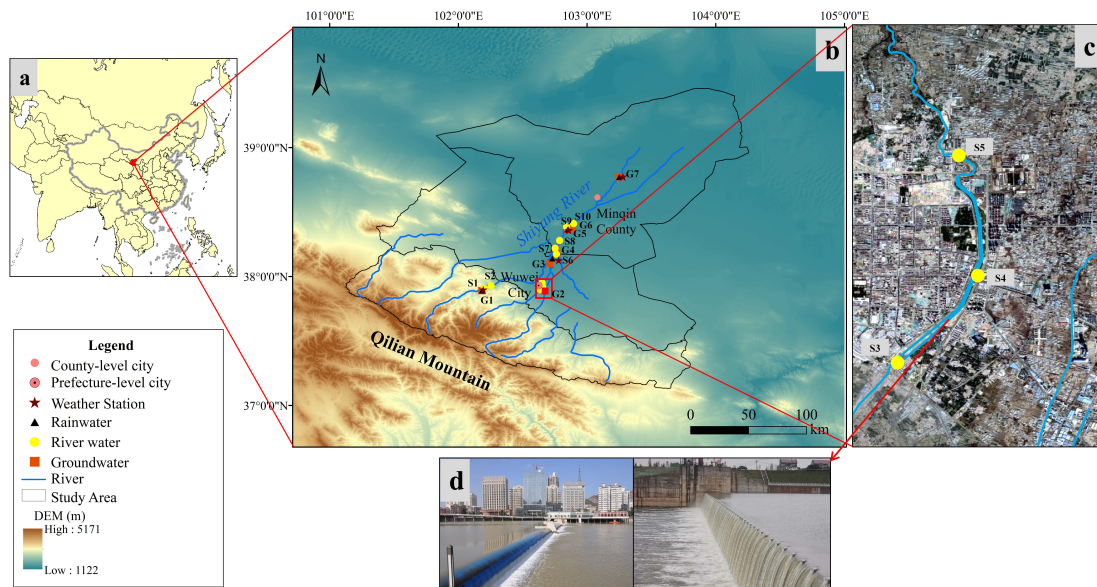 101°0'0"E
102°0'0"E
103°0'0"E
104°0'0"E
105°0'0"E
a
b
c
N
39°0'0"N
38°0'0"N
37°0'0"N
G7
Shiyang River
Minqin
County
S9
S10
G6
G5
S8
S7
G4
G3
S6
S2
S1
G1
Wuwei
City
G2
Qilian Mountain
0
50
100
km
S5
S4
S3
Legend
County-level city
Prefecture-level city
Weather Station
Rainwater
River water
Groundwater
River
Study Area
DEM (m)
High : 5171
Low : 1122
d